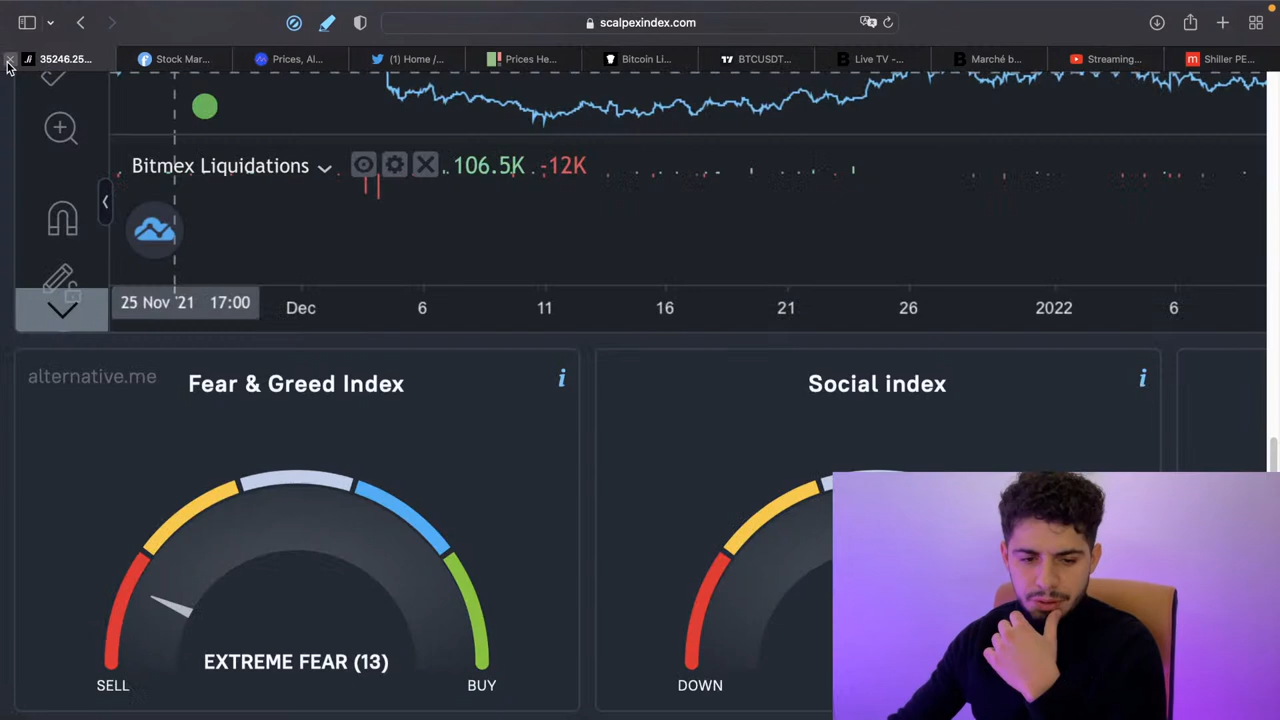 scalpexindex.com
35246.25...
Stock Mar...
Prices, Al...
(1) Home /...
Prices He...
Bitcoin Li...
BTCUSDT...
Live TV -...
Marché b...
Streaming...
Shiller PE...
Bitmex Liquidations 106.5K -12K
25 Nov '21 17:00
Dec 6 11 16 21 26 2022 6
alternative.me
Fear & Greed Index
i
Social index
i
EXTREME FEAR (13)
SELL
BUY
DOWN